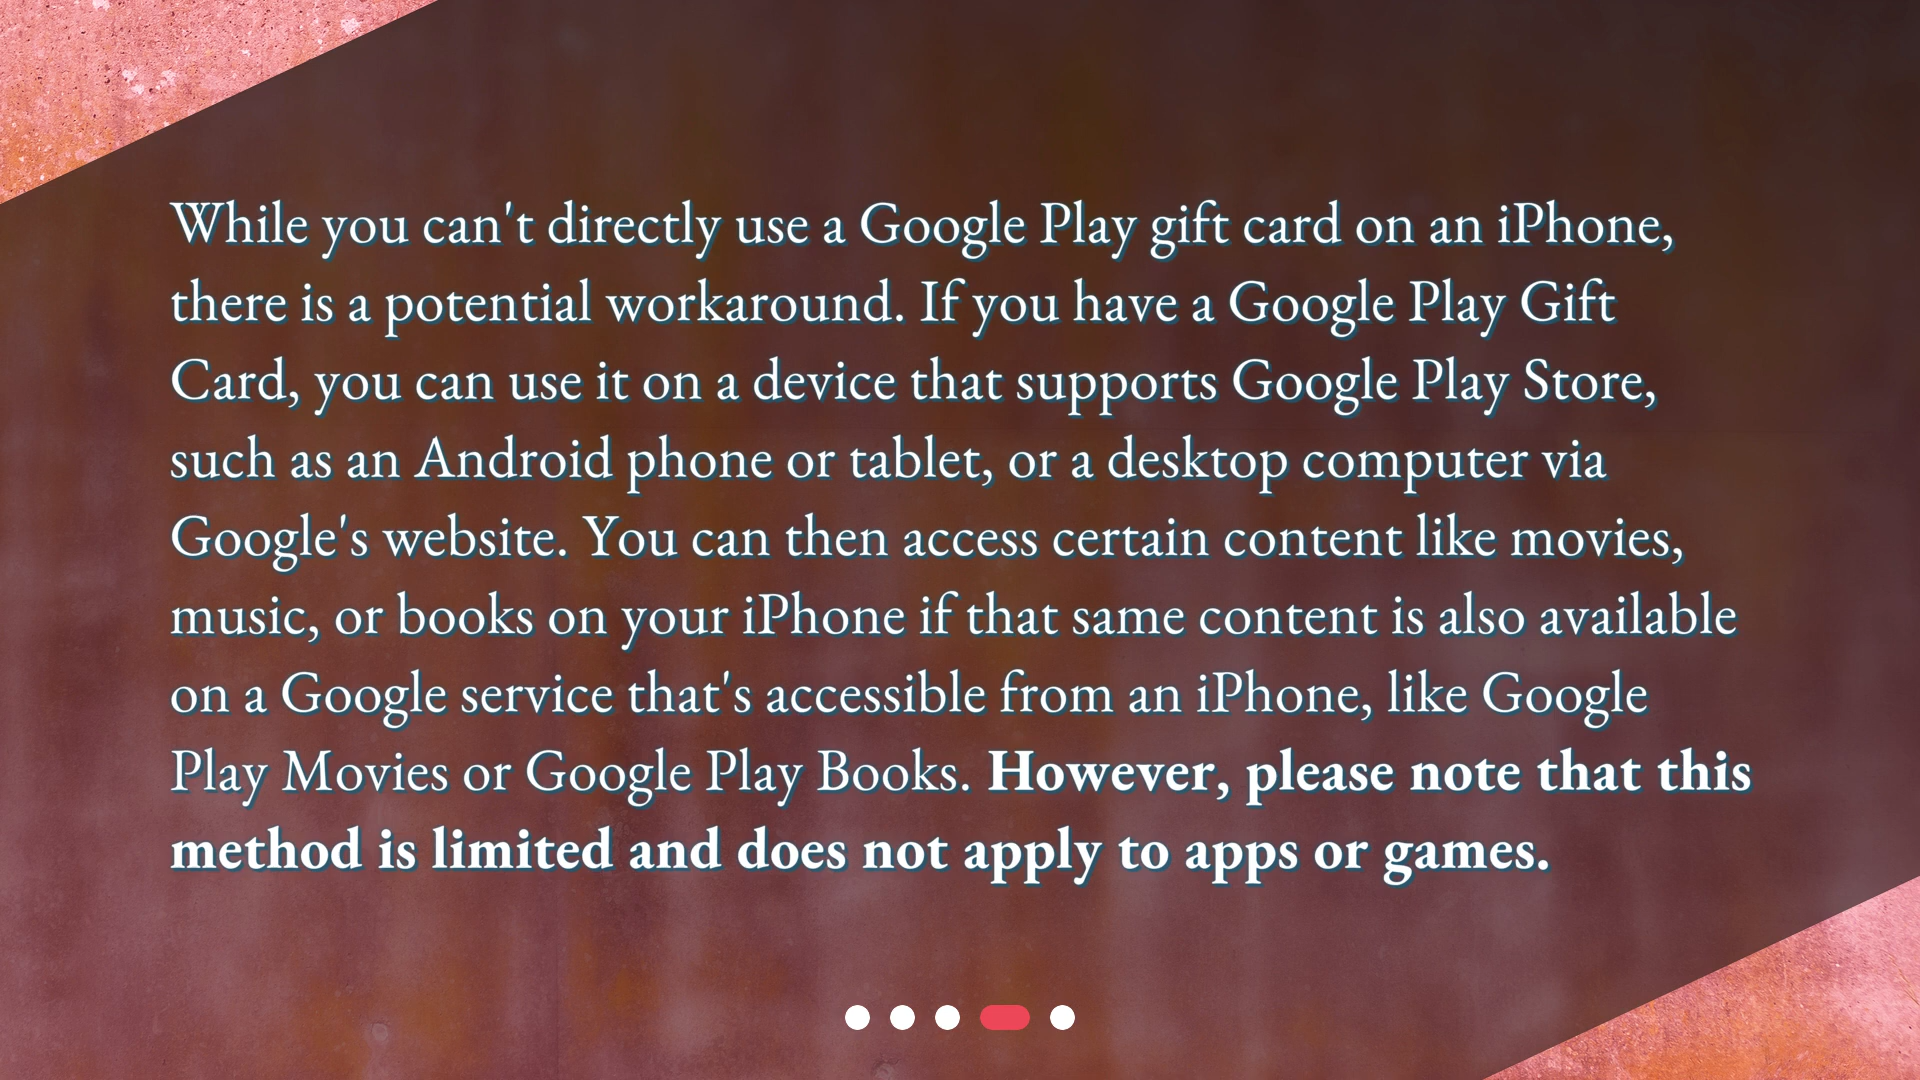 While you can't directly use a Google Play gift card on an iPhone,
there is a potential workaround. If you have a Google Play Gift
Card, you can use it on a device that supports Google Play Store,
such as an Android phone or tablet, or a desktop computer via
Google's website. You can then access certain content like movies,
music, or books on your iPhone if that same content is also available
on a Google service that's accessible from an iPhone, like Google
Play Movies or Google Play Books. However, please note that this
method is limited and does not apply to apps or games.